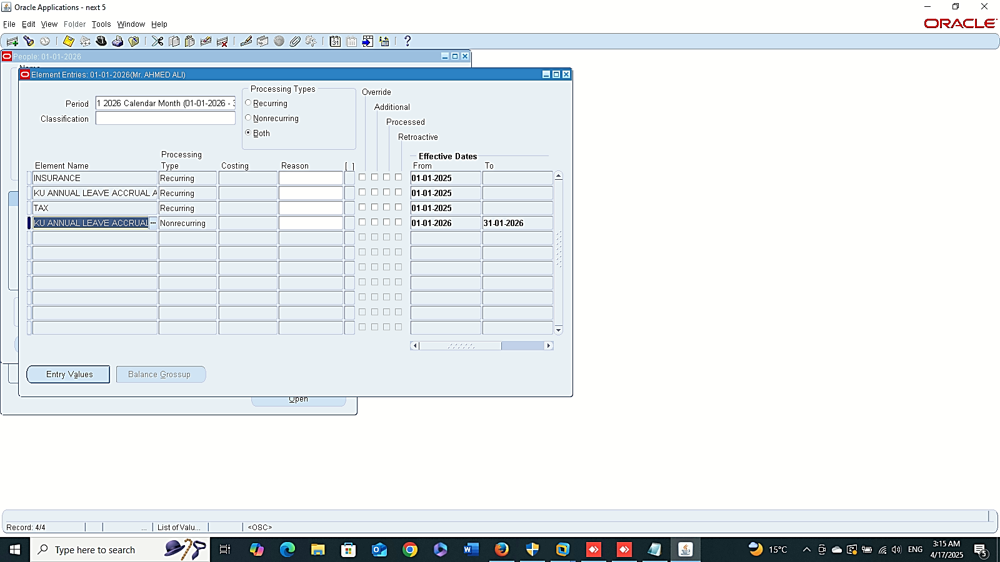 Oracle Applications - next 5
File Edit View Folder Tools Window Help
ORACLE
People: 01-01-2026
Element Entries: 01-01-2026(Mr. AHMED ALI)
Processing Types
Override
Period 1 2026 Calendar Month (01-01-2026 - 3
Recurring
Additional
Classification
Nonrecurring
Processed
Both
Retroactive
Processing
Effective Dates
Element Name Type Costing Reason [ ] From To
INSURANCE Recurring 01-01-2025
KU ANNUAL LEAVE ACCRUAL A Recurring 01-01-2025
TAX Recurring 01-01-2025
KU ANNUAL LEAVE ACCRUAL ... Nonrecurring 01-01-2026 31-01-2026
Entry Values Balance Grossup
Open
Record: 4/4 ... List of Valu... <OSC>
Type here to search
15°C
ENG
3:15 AM
4/17/2025
5